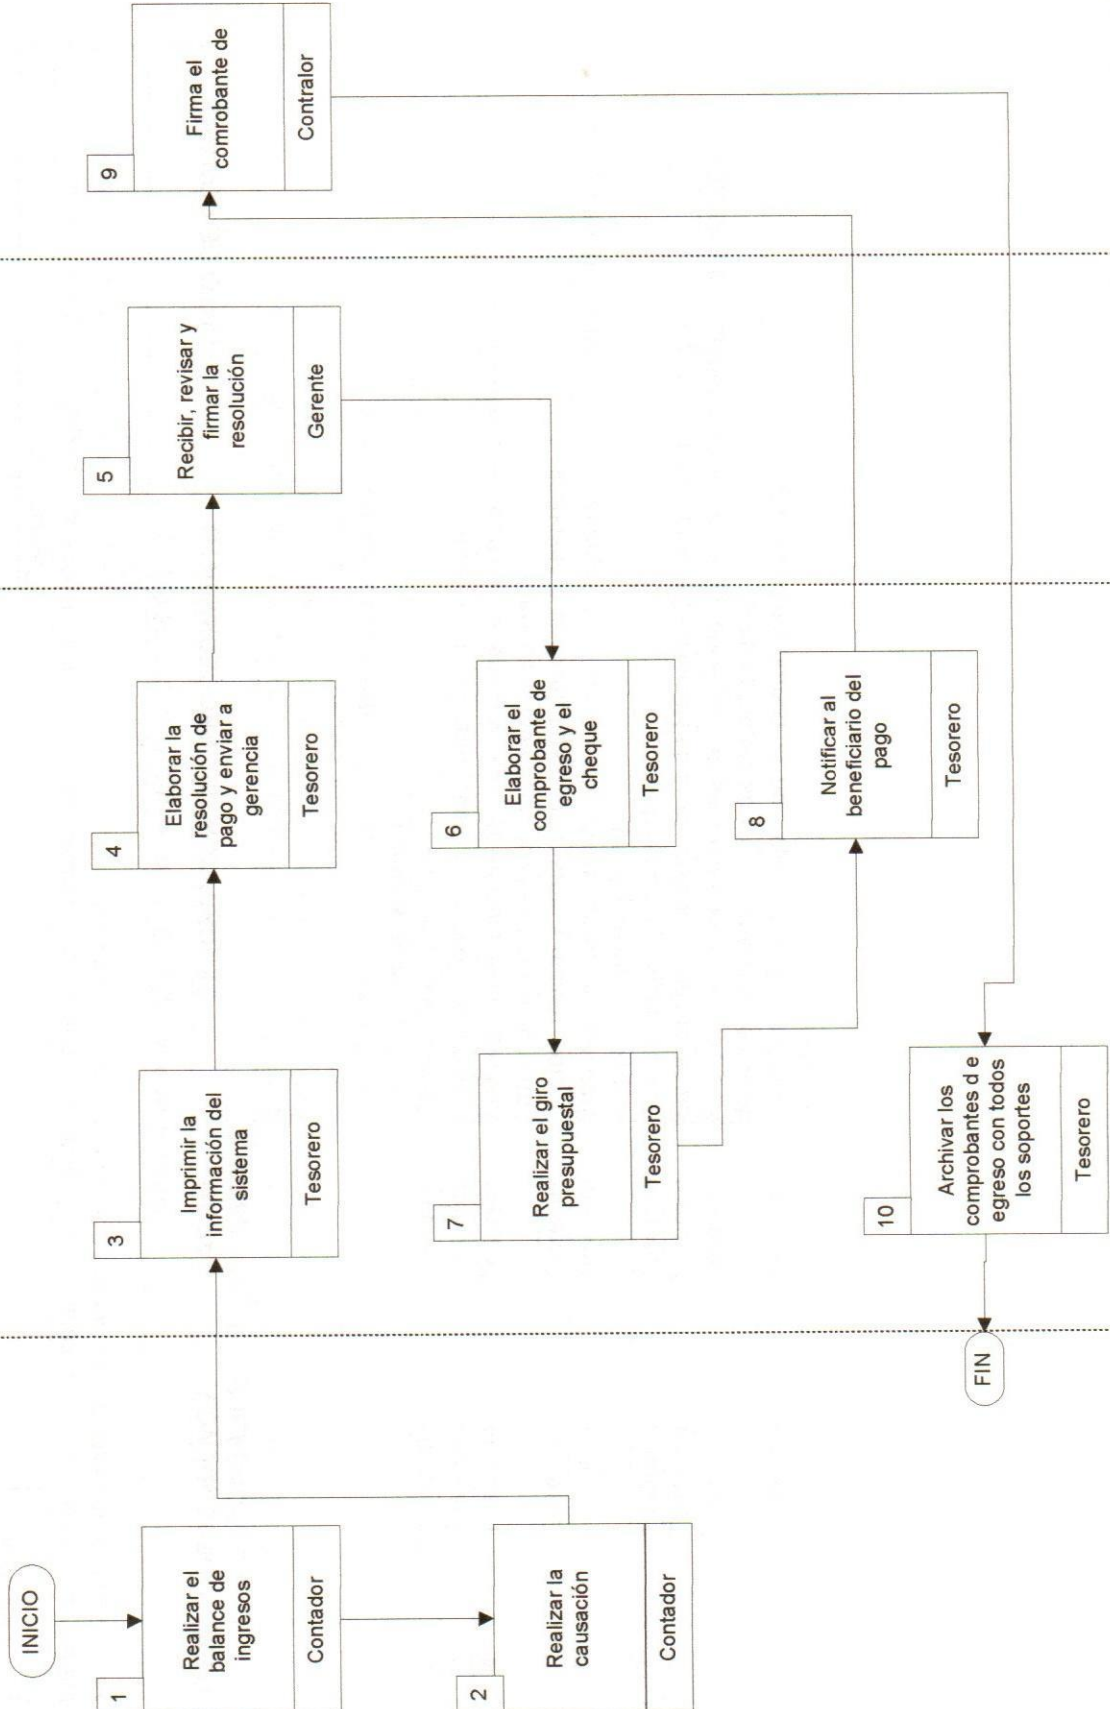 INICIO
1
Realizar el
balance de
ingresos
Contador
2
Realizar la
causación
Contador
3
Imprimir la
información del
sistema
Tesorero
4
Elaborar la
resolución de
pago y enviar a
gerencia
Tesorero
5
Recibir, revisar y
firmar la
resolución
Gerente
6
Elaborar el
comprobante de
egreso y el
cheque
Tesorero
7
Realizar el giro
presupuestal
Tesorero
8
Notificar al
beneficiario del
pago
Tesorero
9
Firma el
comrobante de
Contralor
10
Archivar los
comprobantes d e
egreso con todos
los soportes
Tesorero
FIN